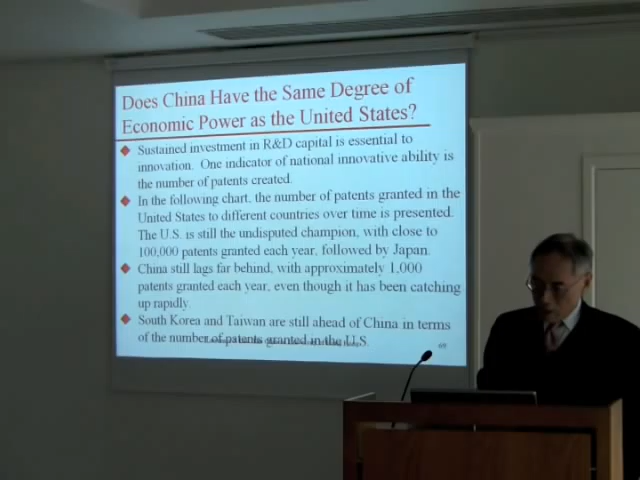 Does China Have the Same Degree of
Economic Power as the United States?
Sustained investment in R&D capital is essential to
innovation. One indicator of national innovative ability is
the number of patents created.
In the following chart, the number of patents granted in the
United States to different countries over time is presented.
The U.S. is still the undisputed champion, with close to
100,000 patents granted each year, followed by Japan.
China still lags far behind, with approximately 1,000
patents granted each year, even though it has been catching
up rapidly.
South Korea and Taiwan are still ahead of China in terms
of the number of patents granted in the U.S.
69